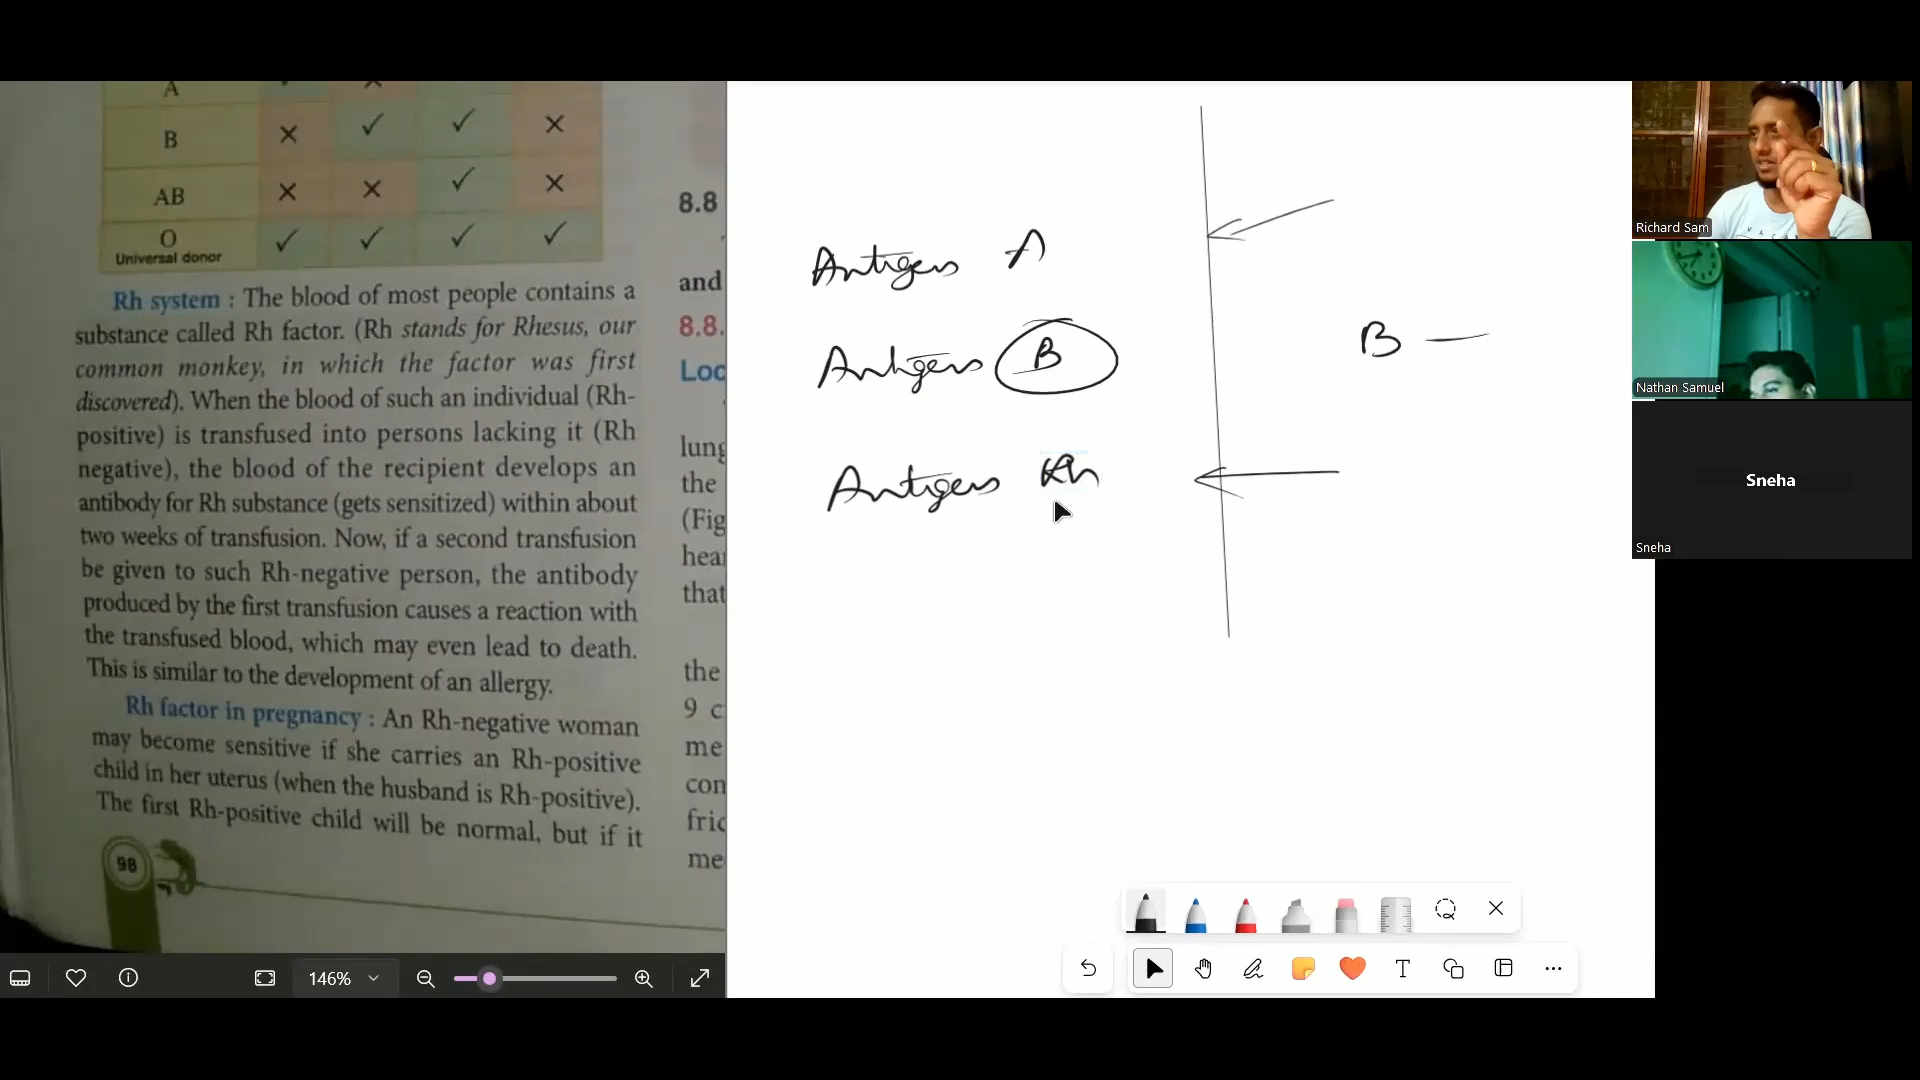 A
B × ✓ ✓ ×
AB × × ✓ ×
O ✓ ✓ ✓ ✓
Universal donor
Rh system : The blood of most people contains a
substance called Rh factor. (Rh stands for Rhesus, our
common monkey, in which the factor was first
discovered). When the blood of such an individual (Rh-
positive) is transfused into persons lacking it (Rh
negative), the blood of the recipient develops an
antibody for Rh substance (gets sensitized) within about
two weeks of transfusion. Now, if a second transfusion
be given to such Rh-negative person, the antibody
produced by the first transfusion causes a reaction with
the transfused blood, which may even lead to death.
This is similar to the development of an allergy.
Rh factor in pregnancy : An Rh-negative woman
may become sensitive if she carries an Rh-positive
child in her uterus (when the husband is Rh-positive).
The first Rh-positive child will be normal, but if it
98
8.8
and
8.8.
Loc
lung
the
(Fig
hear
that
the
9 c
me
con
fric
me
146%
Antigens A
Antigens B
Antigens Rh
B —
T
Richard Sam
Nathan Samuel
Sneha
Sneha